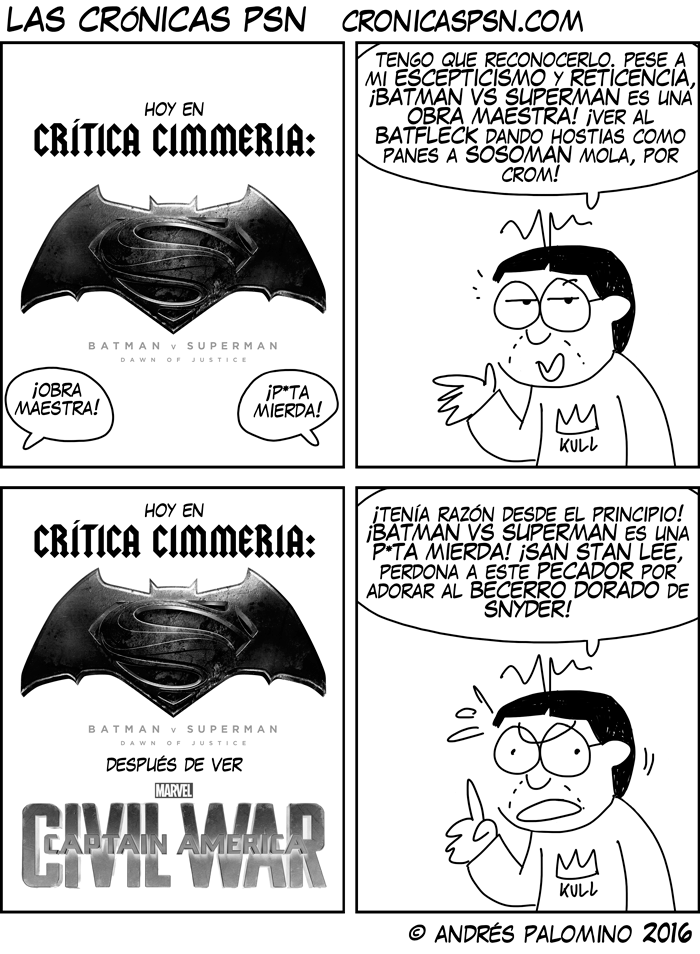 LAS CRÓNICAS PSN CRONICASPSN.COM
HOY EN
CRÍTICA CIMMERIA:
BATMAN v SUPERMAN
DAWN OF JUSTICE
¡OBRA
MAESTRA!
¡P*TA
MIERDA!
TENGO QUE RECONOCERLO. PESE A
MI ESCEPTICISMO Y RETICENCIA,
¡BATMAN VS SUPERMAN ES UNA
OBRA MAESTRA! ¡VER AL
BATFLECK DANDO HOSTIAS COMO
PANES A SOSOMAN MOLA, POR
CROM!
KULL
HOY EN
CRÍTICA CIMMERIA:
BATMAN v SUPERMAN
DAWN OF JUSTICE
DESPUÉS DE VER
MARVEL
CAPTAIN AMERICA
CIVIL WAR
¡TENÍA RAZÓN DESDE EL PRINCIPIO!
¡BATMAN VS SUPERMAN ES UNA
P*TA MIERDA! ¡SAN STAN LEE,
PERDONA A ESTE PECADOR POR
ADORAR AL BECERRO DORADO DE
SNYDER!
KULL
© ANDRÉS PALOMINO 2016